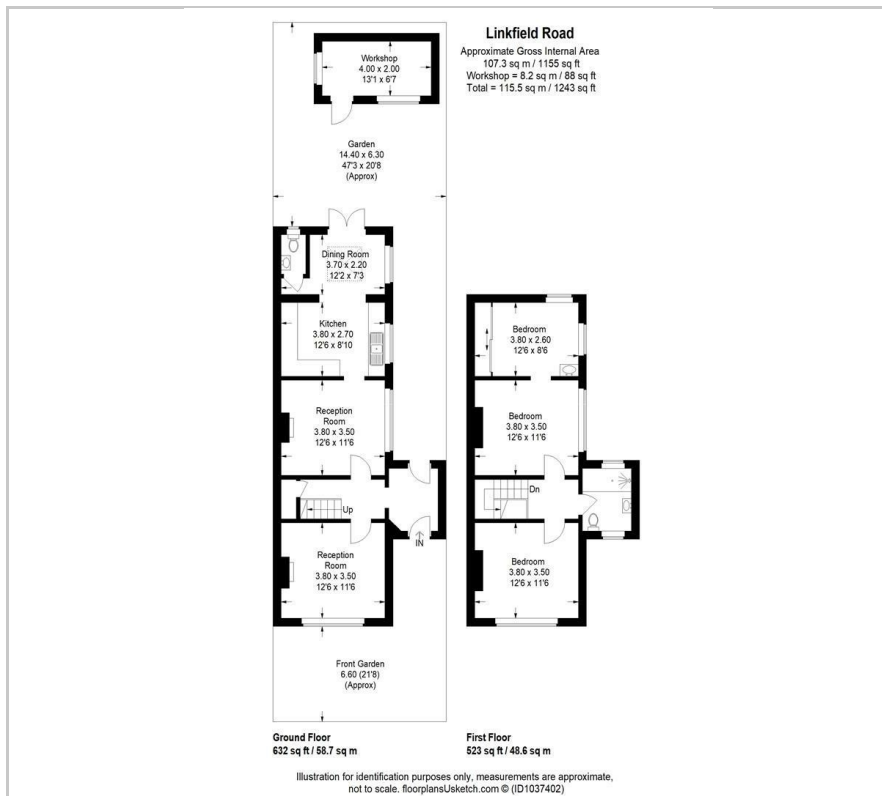 Linkfield Road
Approximate Gross Internal Area
107.3 sq m / 1155 sq ft
Workshop = 8.2 sq m / 88 sq ft
Total = 115.5 sq m / 1243 sq ft
Workshop
4.00 x 2.00
13'1 x 6'7
Garden
14.40 x 6.30
47'3 x 20'8
(Approx)
Dining Room
3.70 x 2.20
12'2 x 7'3
Kitchen
3.80 x 2.70
12'6 x 8'10
Reception
Room
3.80 x 3.50
12'6 x 11'6
Up
IN
Reception
Room
3.80 x 3.50
12'6 x 11'6
Front Garden
6.60 (21'8)
(Approx)
Ground Floor
632 sq ft / 58.7 sq m
Bedroom
3.80 x 2.60
12'6 x 8'6
Bedroom
3.80 x 3.50
12'6 x 11'6
Dn
Bedroom
3.80 x 3.50
12'6 x 11'6
First Floor
523 sq ft / 48.6 sq m
Illustration for identification purposes only, measurements are approximate,
not to scale. floorplansUsketch.com © (ID1037402)